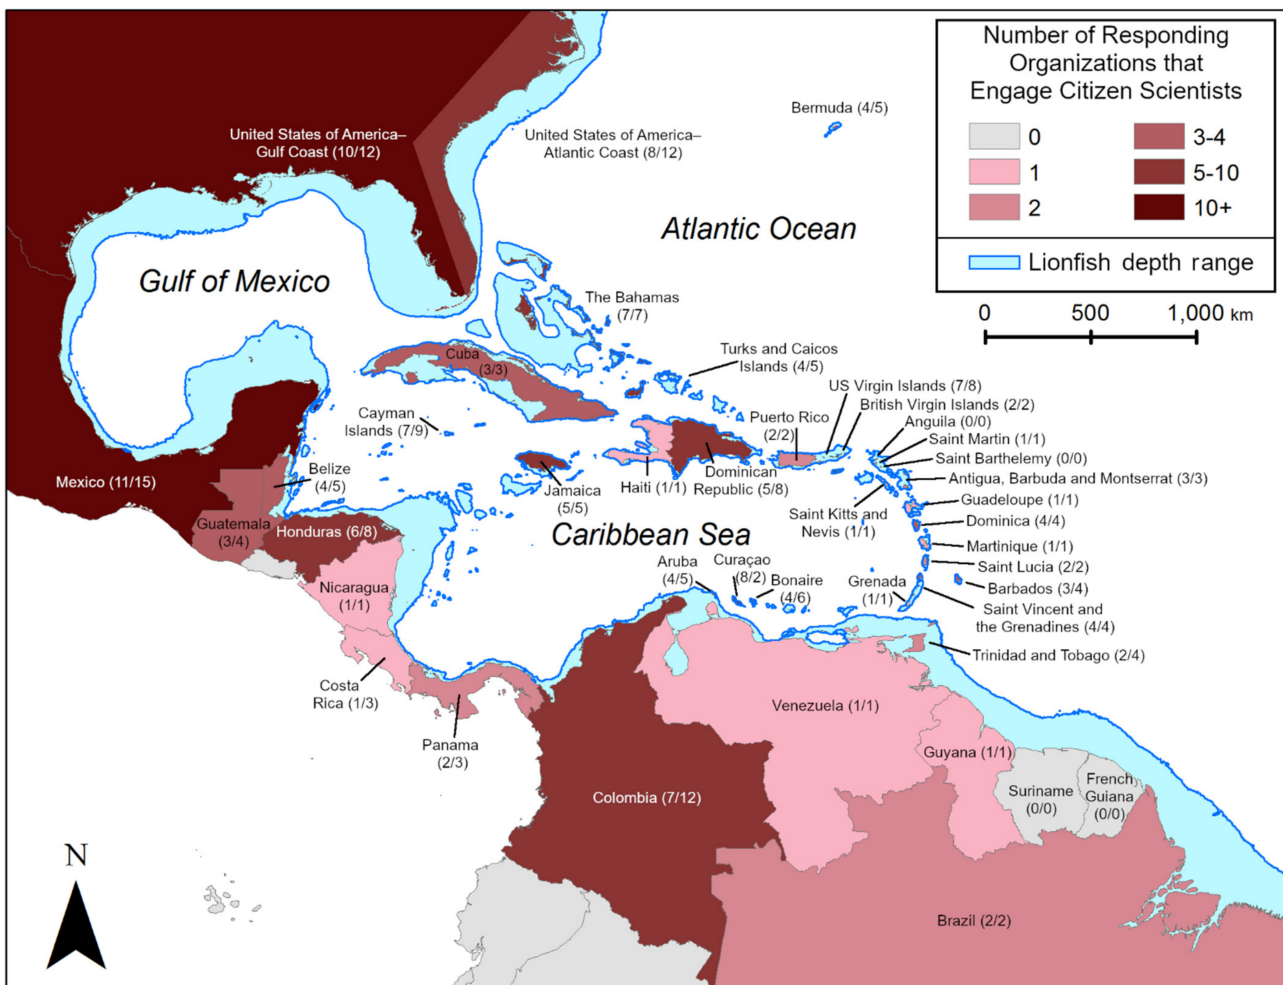 Number of Responding
Organizations that
Engage Citizen Scientists
0
1
2
3-4
5-10
10+
Lionfish depth range
0
500
1,000 km
Bermuda (4/5)
United States of America–
Gulf Coast (10/12)
United States of America–
Atlantic Coast (8/12)
Atlantic Ocean
Gulf of Mexico
The Bahamas
(7/7)
Cuba
(3/3)
Turks and Caicos
Islands (4/5)
US Virgin Islands (7/8)
British Virgin Islands (2/2)
Cayman
Islands (7/9)
Puerto Rico
(2/2)
Anguila (0/0)
Saint Martin (1/1)
Saint Barthelemy (0/0)
Antigua, Barbuda and Montserrat (3/3)
Mexico (11/15)
Belize
(4/5)
Jamaica
(5/5)
Haiti (1/1)
Dominican
Republic (5/8)
Saint Kitts and
Nevis (1/1)
Guadeloupe (1/1)
Dominica (4/4)
Guatemala
(3/4)
Honduras (6/8)
Caribbean Sea
Martinique (1/1)
Saint Lucia (2/2)
Aruba
(4/5)
Curaçao
(8/2)
Bonaire
(4/6)
Grenada
(1/1)
Barbados (3/4)
Nicaragua
(1/1)
Saint Vincent and
the Grenadines
(4/4)
Trinidad and Tobago (2/4)
Costa
Rica (1/3)
Panama
(2/3)
Venezuela (1/1)
Guyana (1/1)
Colombia (7/12)
Suriname
(0/0)
French
Guiana
(0/0)
N
Brazil (2/2)